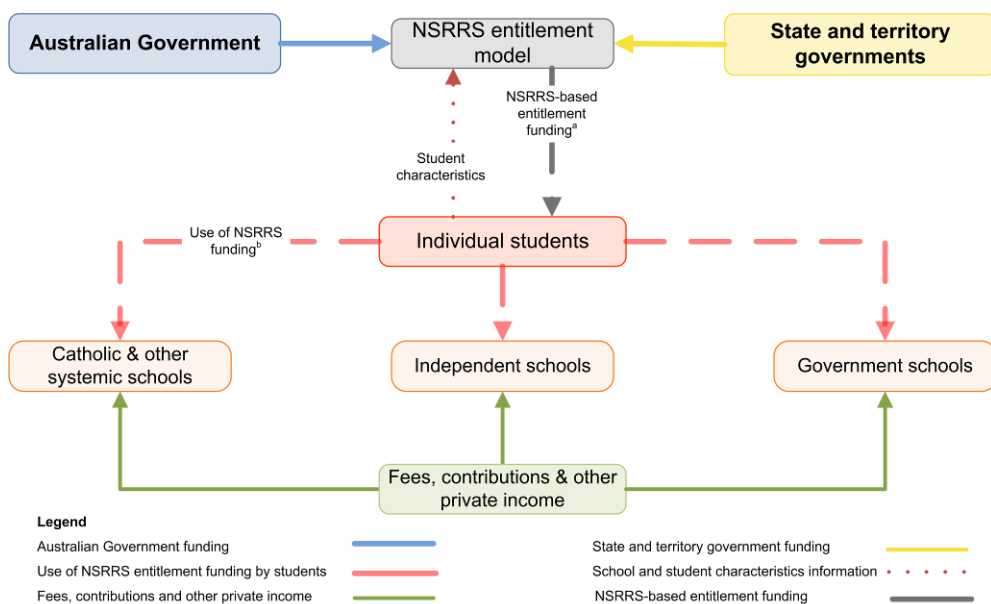 Australian Government
NSRRS entitlement
model
State and territory
governments
NSRRS-based
entitlement
fundingᵃ
Student
characteristics
Use of NSRRS
fundingᵇ
Individual students
Catholic & other
systemic schools
Independent schools
Government schools
Fees, contributions & other
private income
Legend
Australian Government funding
State and territory government funding
Use of NSRRS entitlement funding by students
School and student characteristics information
Fees, contributions and other private income
NSRRS-based entitlement funding